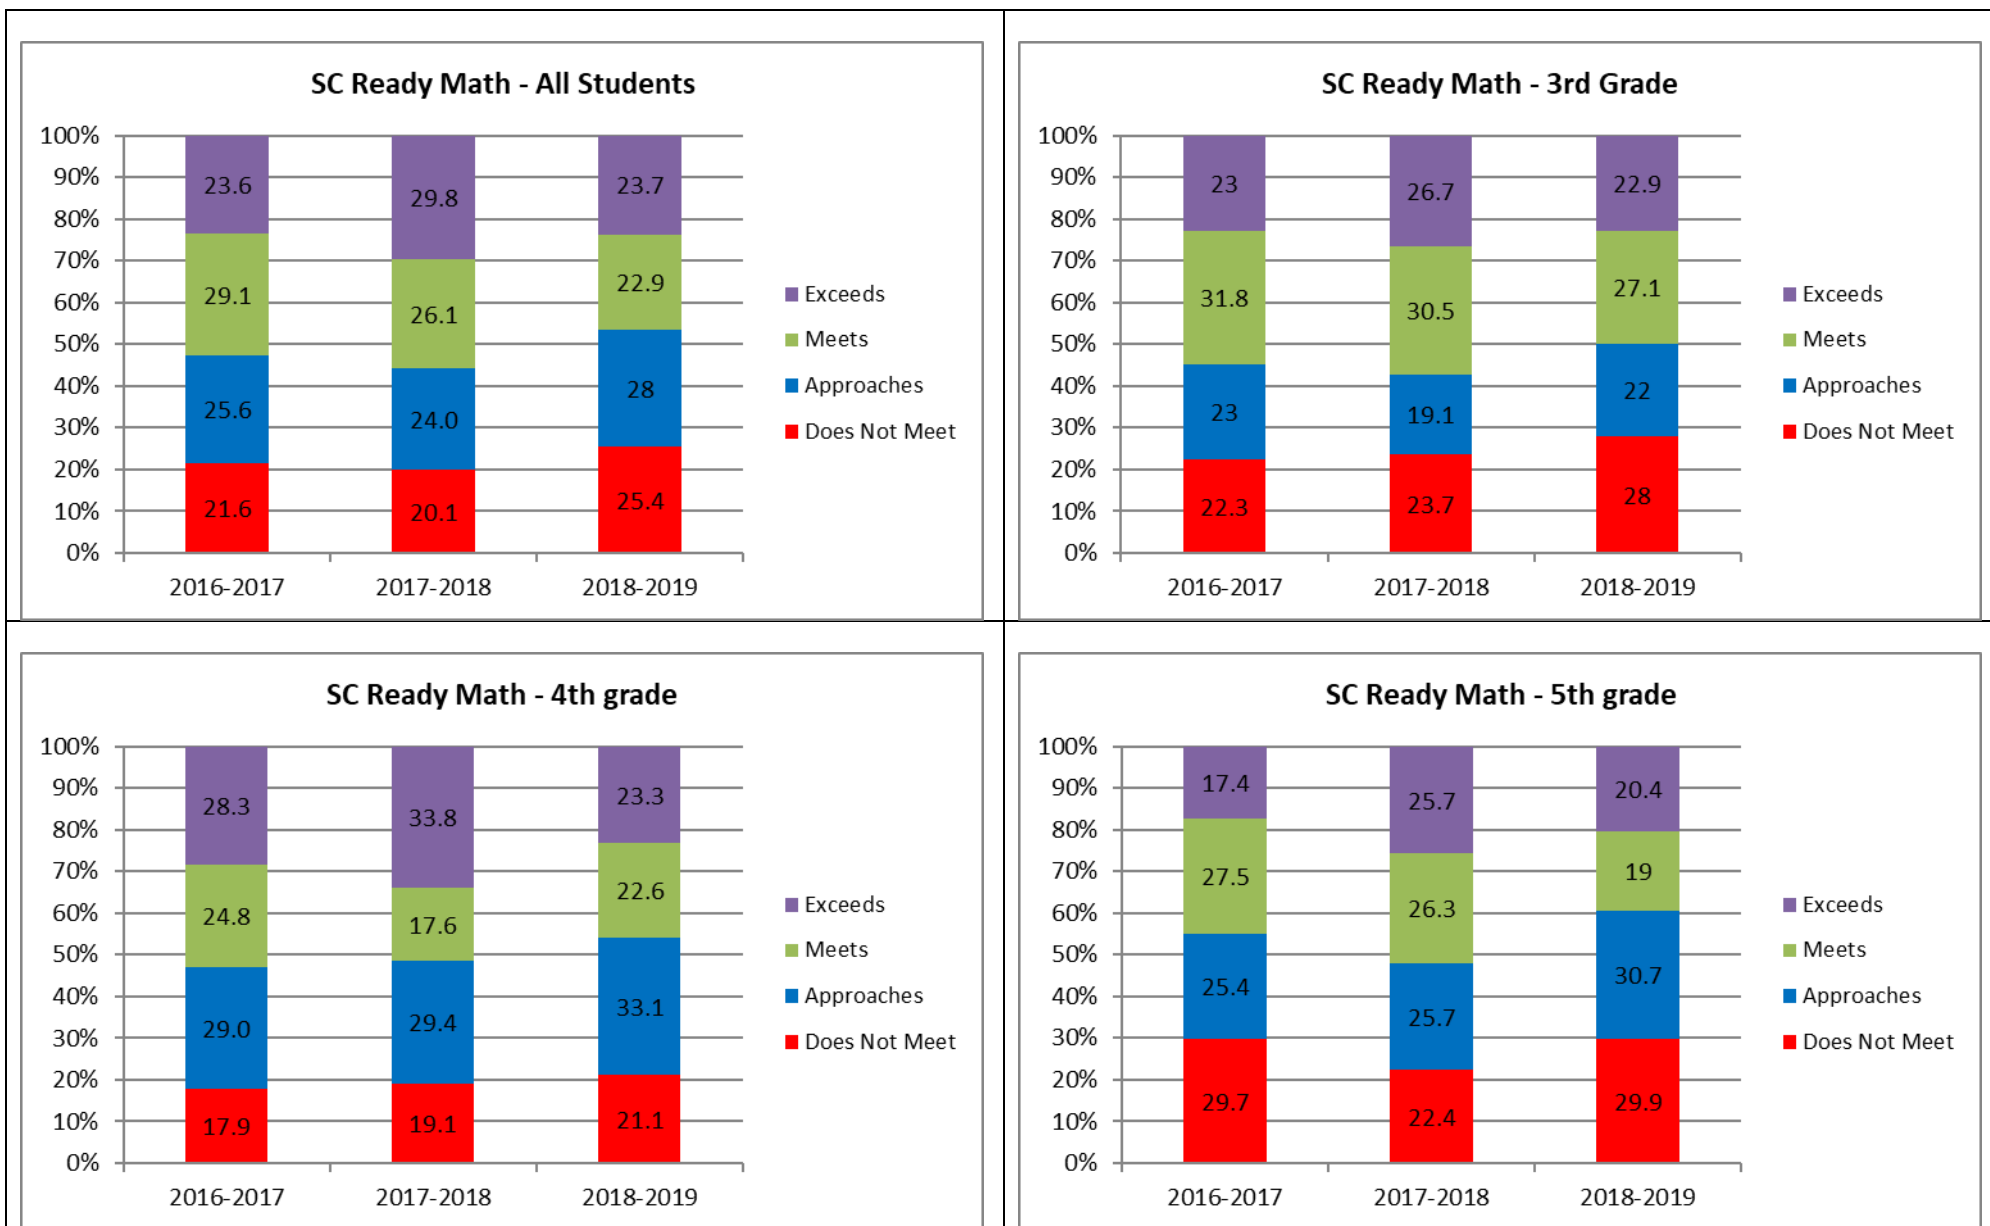 SC Ready Math - All Students
100%
90%
80%
70%
60%
50%
40%
30%
20%
10%
0%
23.6 29.8 23.7
29.1 26.1 22.9
25.6 24.0 28
21.6 20.1 25.4
2016-2017 2017-2018 2018-2019
Exceeds
Meets
Approaches
Does Not Meet
SC Ready Math - 3rd Grade
100%
90%
80%
70%
60%
50%
40%
30%
20%
10%
0%
23 26.7 22.9
31.8 30.5 27.1
23 19.1 22
22.3 23.7 28
2016-2017 2017-2018 2018-2019
Exceeds
Meets
Approaches
Does Not Meet
SC Ready Math - 4th grade
100%
90%
80%
70%
60%
50%
40%
30%
20%
10%
0%
28.3 33.8 23.3
24.8 17.6 22.6
29.0 29.4 33.1
17.9 19.1 21.1
2016-2017 2017-2018 2018-2019
Exceeds
Meets
Approaches
Does Not Meet
SC Ready Math - 5th grade
100%
90%
80%
70%
60%
50%
40%
30%
20%
10%
0%
17.4 25.7 20.4
27.5 26.3 19
25.4 25.7 30.7
29.7 22.4 29.9
2016-2017 2017-2018 2018-2019
Exceeds
Meets
Approaches
Does Not Meet